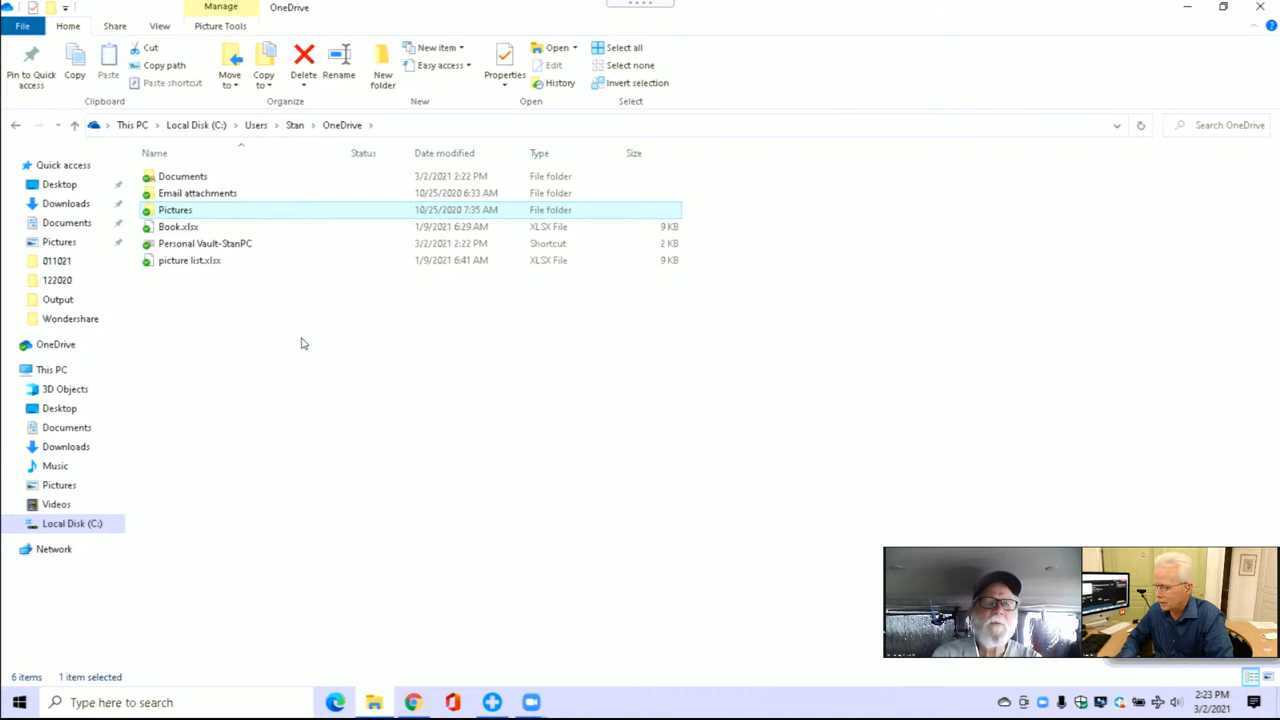 Manage
OneDrive
File
Home
Share
View
Picture Tools
Pin to Quick
access
Copy
Paste
Cut
Copy path
Paste shortcut
Clipboard
Move
to
Copy
to
Delete
Rename
Organize
New
folder
New item
Easy access
New
Properties
Open
Edit
History
Open
Select all
Select none
Invert selection
Select
This PC > Local Disk (C:) > Users > Stan > OneDrive >
Search OneDrive
Name Status Date modified Type Size
Documents 3/2/2021 2:22 PM File folder
Email attachments 10/25/2020 6:33 AM File folder
Pictures 10/25/2020 7:35 AM File folder
Book.xlsx 1/9/2021 6:29 AM XLSX File 9 KB
Personal Vault-StanPC 3/2/2021 2:22 PM Shortcut 2 KB
picture list.xlsx 1/9/2021 6:41 AM XLSX File 9 KB
Quick access
Desktop
Downloads
Documents
Pictures
011021
122020
Output
Wondershare
OneDrive
This PC
3D Objects
Desktop
Documents
Downloads
Music
Pictures
Videos
Local Disk (C:)
Network
6 items 1 item selected
Type here to search
2:23 PM
3/2/2021